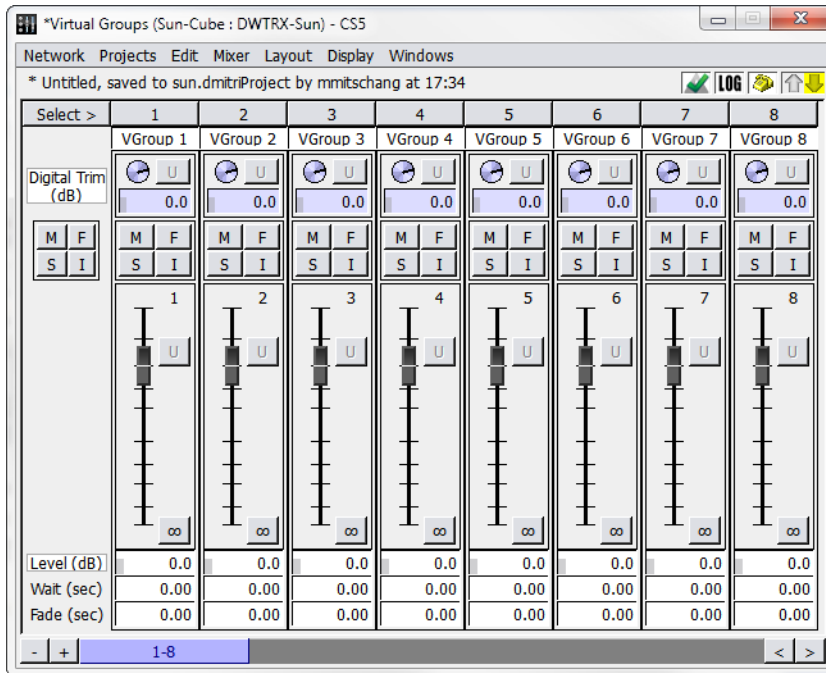 *Virtual Groups (Sun-Cube : DWTRX-Sun) - CS5
Network Projects Edit Mixer Layout Display Windows
* Untitled, saved to sun.dmitriProject by mmitschang at 17:34 LOG
Select > 1 2 3 4 5 6 7 8
VGroup 1 VGroup 2 VGroup 3 VGroup 4 VGroup 5 VGroup 6 VGroup 7 VGroup 8
U U U U U U U U
Digital Trim
(dB) 0.0 0.0 0.0 0.0 0.0 0.0 0.0 0.0
M F M F M F M F M F M F M F M F M F
S I S I S I S I S I S I S I S I S I
1 2 3 4 5 6 7 8
U U U U U U U U
∞ ∞ ∞ ∞ ∞ ∞ ∞ ∞
Level (dB) 0.0 0.0 0.0 0.0 0.0 0.0 0.0 0.0
Wait (sec) 0.00 0.00 0.00 0.00 0.00 0.00 0.00 0.00
Fade (sec) 0.00 0.00 0.00 0.00 0.00 0.00 0.00 0.00
- + 1-8 < >